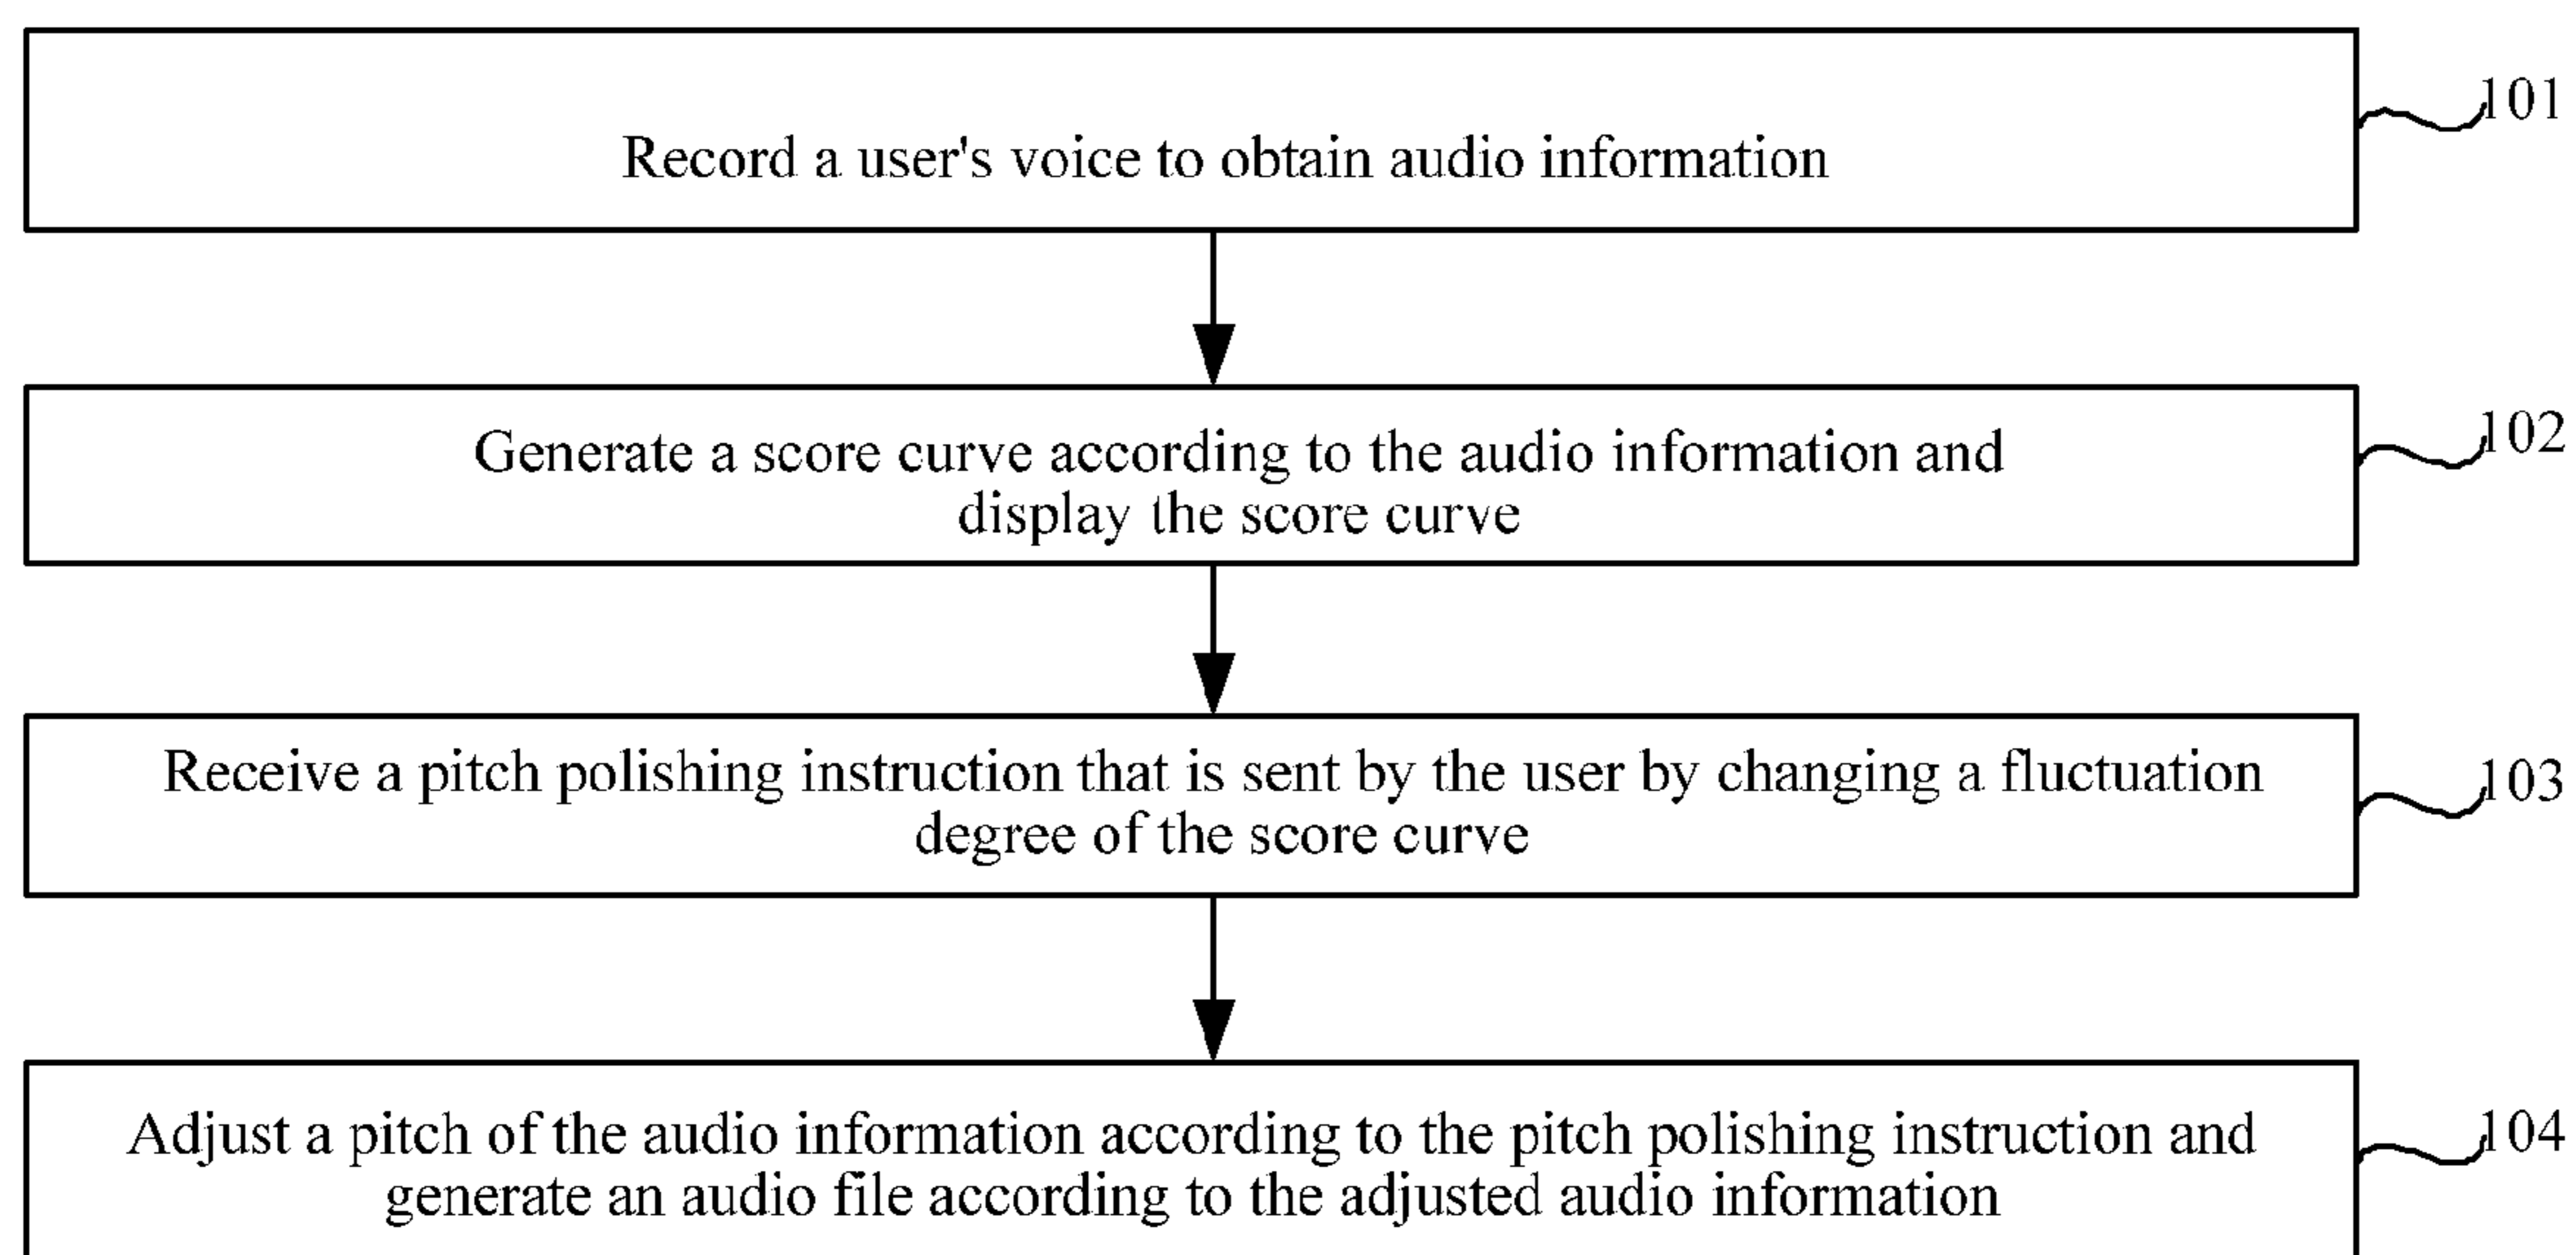 101
Record a user's voice to obtain audio information
102
Generate a score curve according to the audio information and
display the score curve
103
Receive a pitch polishing instruction that is sent by the user by changing a fluctuation
degree of the score curve
104
Adjust a pitch of the audio information according to the pitch polishing instruction and
generate an audio file according to the adjusted audio information